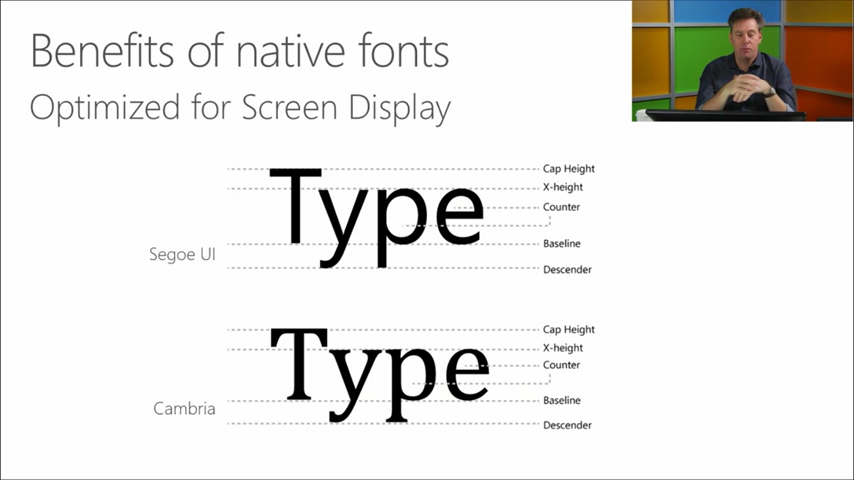 Benefits of native fonts
Optimized for Screen Display
Type
Cap Height
X-height
Counter
Baseline
Descender
Segoe UI
Type
Cap Height
X-height
Counter
Baseline
Descender
Cambria